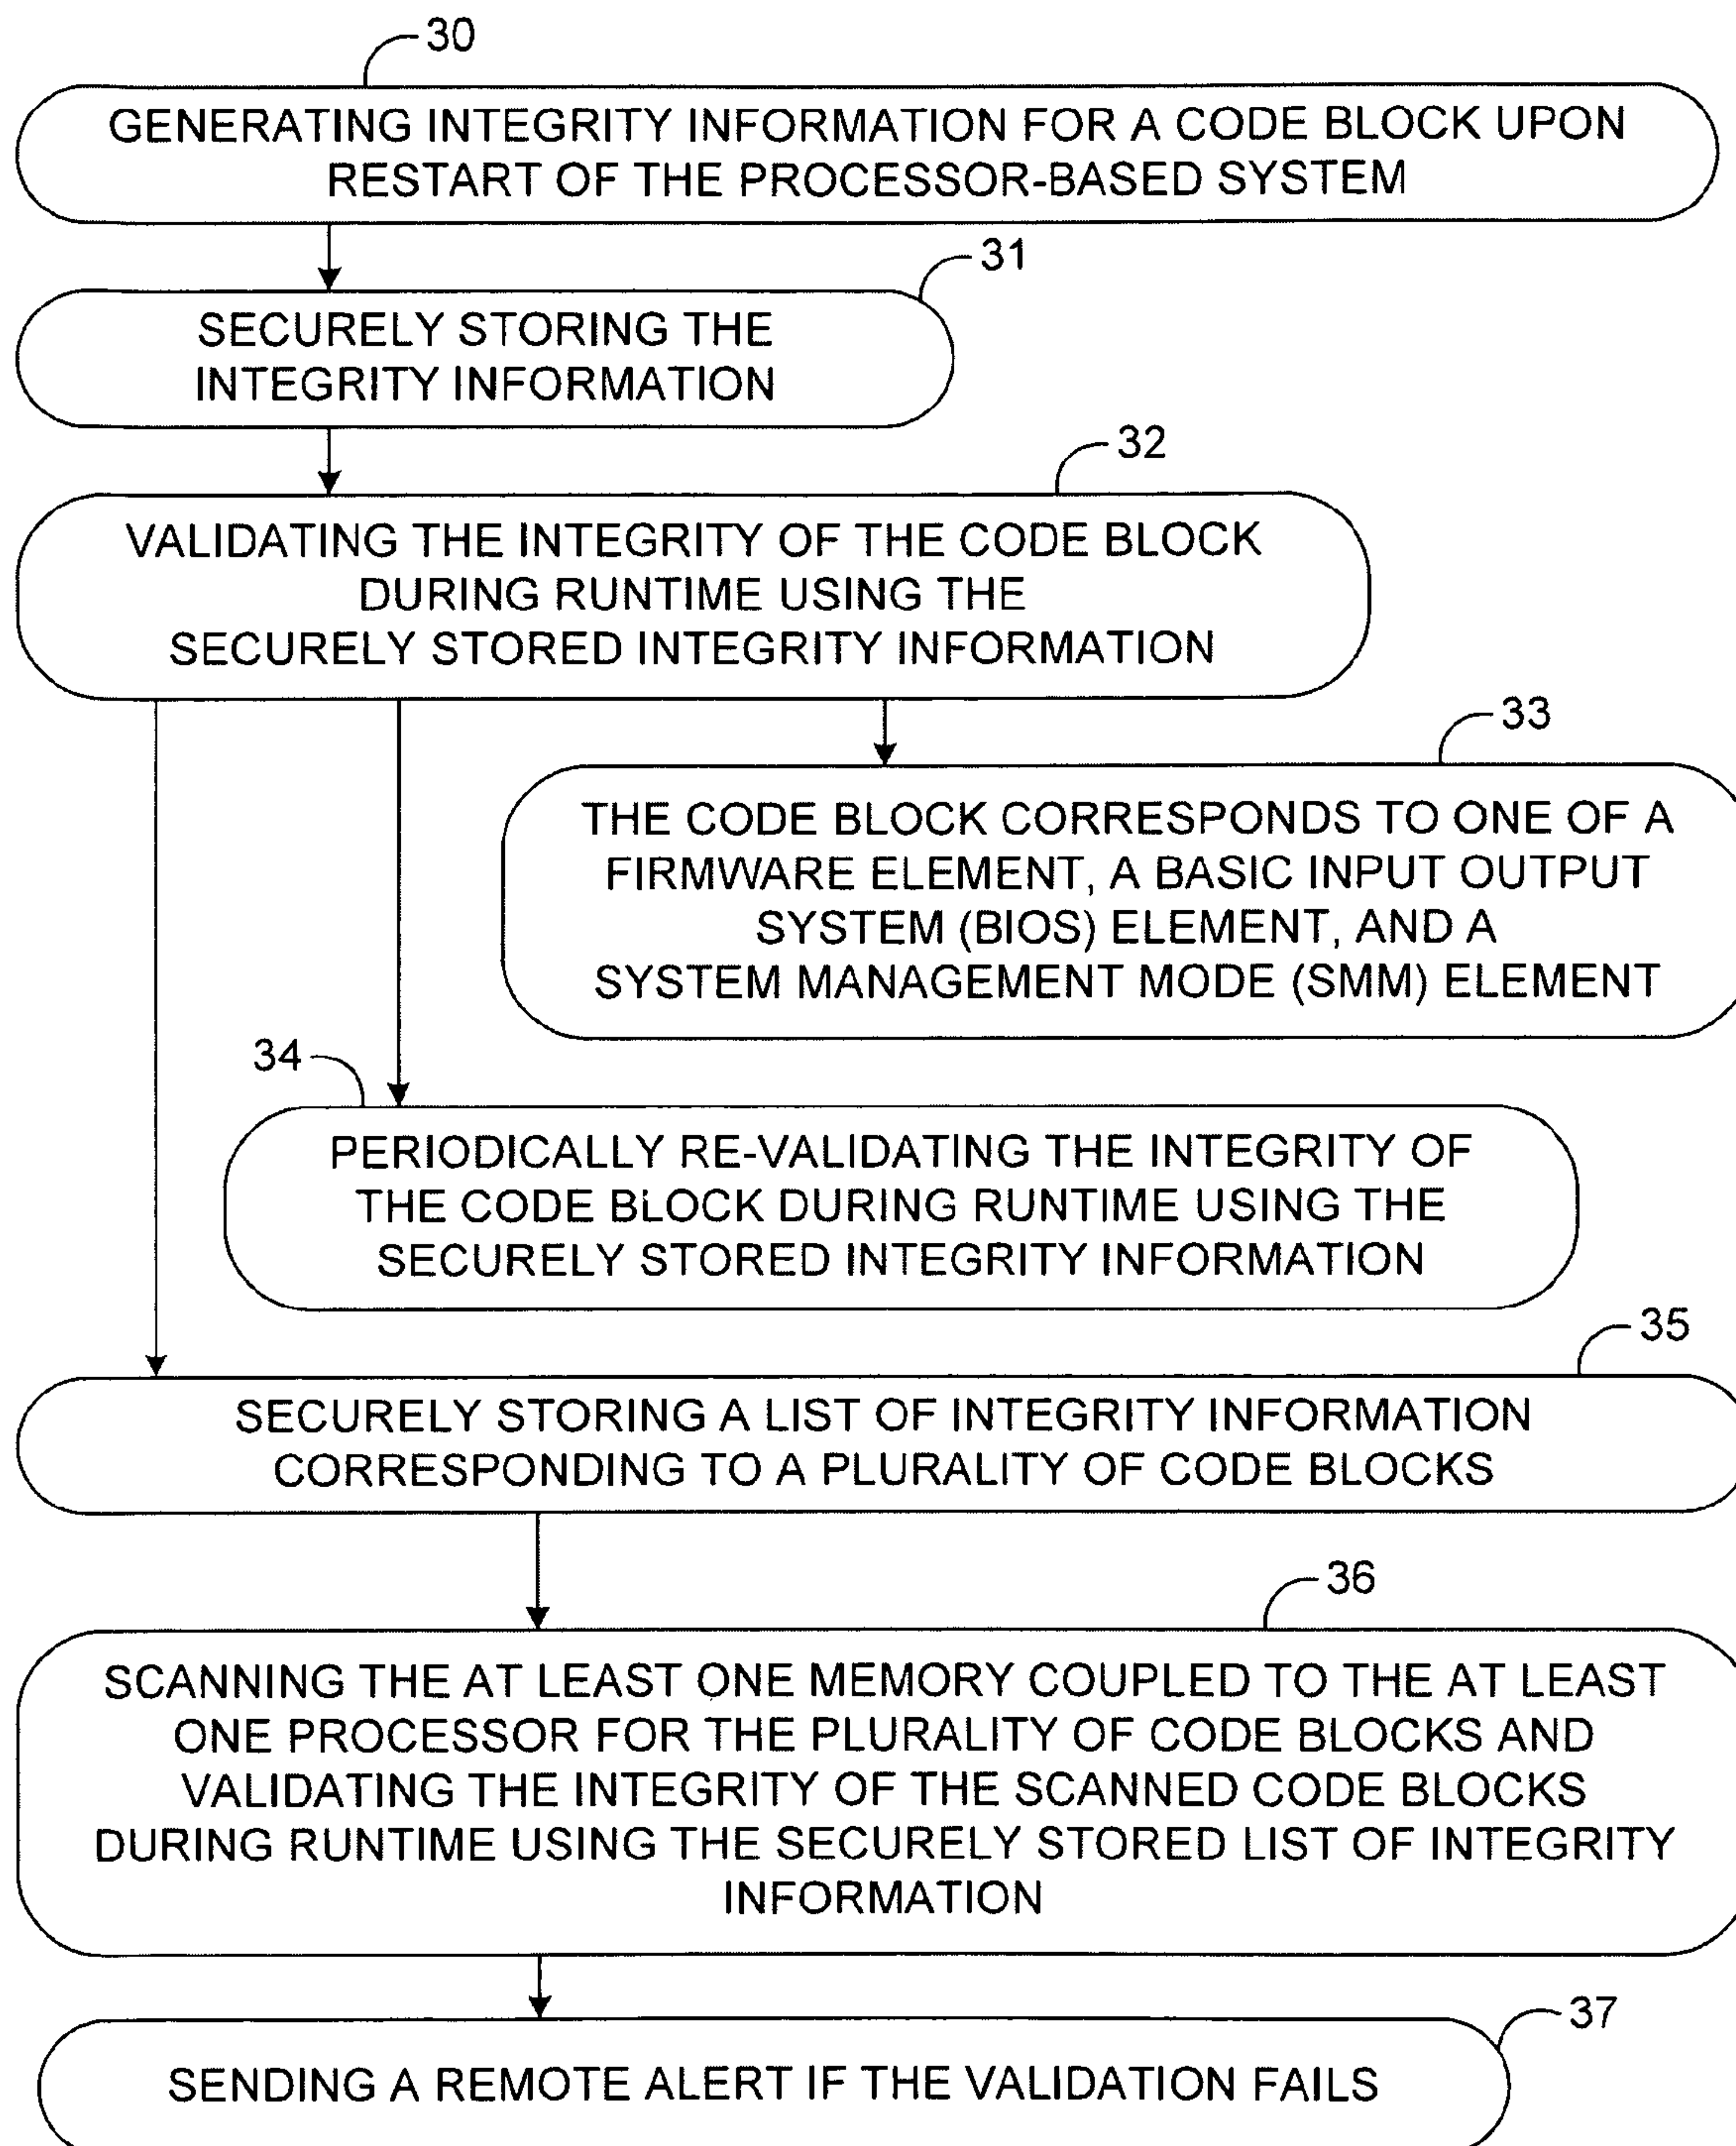 30
GENERATING INTEGRITY INFORMATION FOR A CODE BLOCK UPON
RESTART OF THE PROCESSOR-BASED SYSTEM
31
SECURELY STORING THE
INTEGRITY INFORMATION
32
VALIDATING THE INTEGRITY OF THE CODE BLOCK
DURING RUNTIME USING THE
SECURELY STORED INTEGRITY INFORMATION
33
THE CODE BLOCK CORRESPONDS TO ONE OF A
FIRMWARE ELEMENT, A BASIC INPUT OUTPUT
SYSTEM (BIOS) ELEMENT, AND A
SYSTEM MANAGEMENT MODE (SMM) ELEMENT
34
PERIODICALLY RE-VALIDATING THE INTEGRITY OF
THE CODE BLOCK DURING RUNTIME USING THE
SECURELY STORED INTEGRITY INFORMATION
35
SECURELY STORING A LIST OF INTEGRITY INFORMATION
CORRESPONDING TO A PLURALITY OF CODE BLOCKS
36
SCANNING THE AT LEAST ONE MEMORY COUPLED TO THE AT LEAST
ONE PROCESSOR FOR THE PLURALITY OF CODE BLOCKS AND
VALIDATING THE INTEGRITY OF THE SCANNED CODE BLOCKS
DURING RUNTIME USING THE SECURELY STORED LIST OF INTEGRITY
INFORMATION
37
SENDING A REMOTE ALERT IF THE VALIDATION FAILS